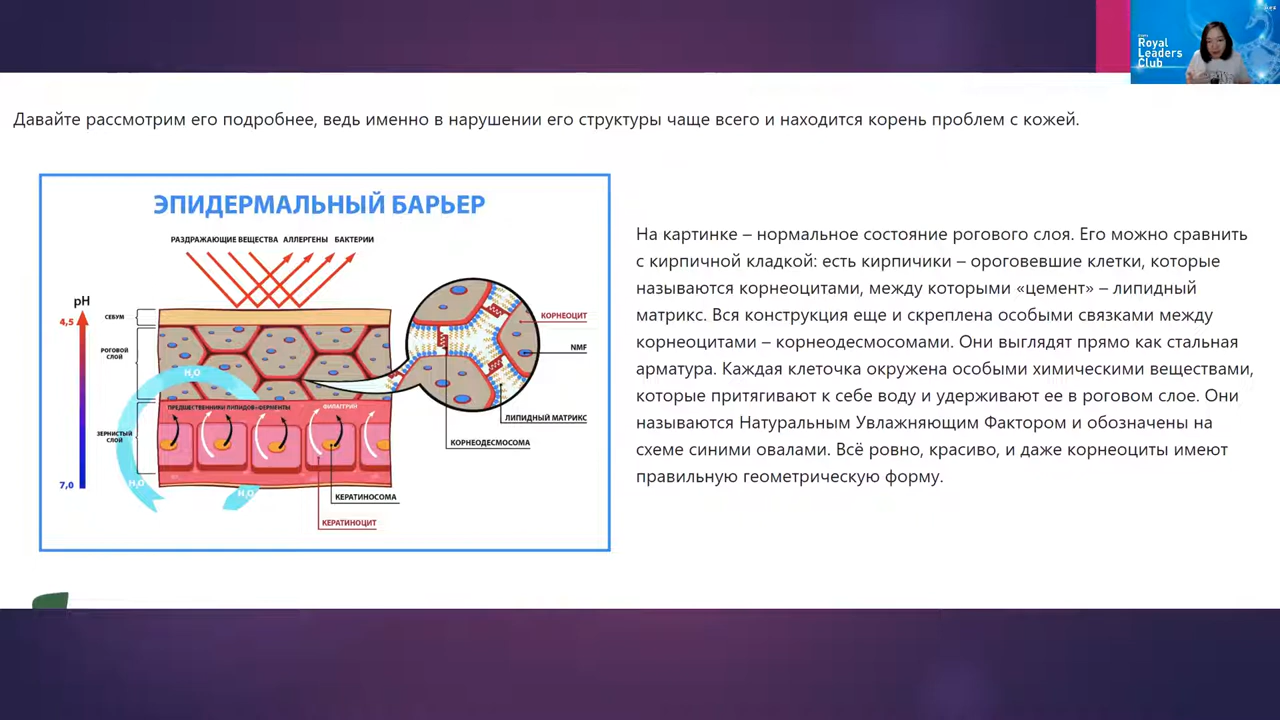 Royal
Leaders
Club
Давайте рассмотрим его подробнее, ведь именно в нарушении его структуры чаще всего и находится корень проблем с кожей.
ЭПИДЕРМАЛЬНЫЙ БАРЬЕР
РАЗДРАЖАЮЩИЕ ВЕЩЕСТВА АЛЛЕРГЕНЫ БАКТЕРИИ
pH
4,5
СЕБУМ
РОГОВОЙ
СЛОЙ
H₂O
ПРЕДШЕСТВЕННИКИ ЛИПИДОВ+ФЕРМЕНТЫ
ФИЛАГГРИН
ЗЕРНИСТЫЙ
СЛОЙ
7,0
H₂O
H₂O
КОРНЕОЦИТ
NMF
ЛИПИДНЫЙ МАТРИКС
КОРНЕОДЕСМОСОМА
КЕРАТИНОСОМА
КЕРАТИНОЦИТ
На картинке – нормальное состояние рогового слоя. Его можно сравнить
с кирпичной кладкой: есть кирпичики – ороговевшие клетки, которые
называются корнеоцитами, между которыми «цемент» – липидный
матрикс. Вся конструкция еще и скреплена особыми связками между
корнеоцитами – корнеодесмосомами. Они выглядят прямо как стальная
арматура. Каждая клеточка окружена особыми химическими веществами,
которые притягивают к себе воду и удерживают ее в роговом слое. Они
называются Натуральным Увлажняющим Фактором и обозначены на
схеме синими овалами. Всё ровно, красиво, и даже корнеоциты имеют
правильную геометрическую форму.